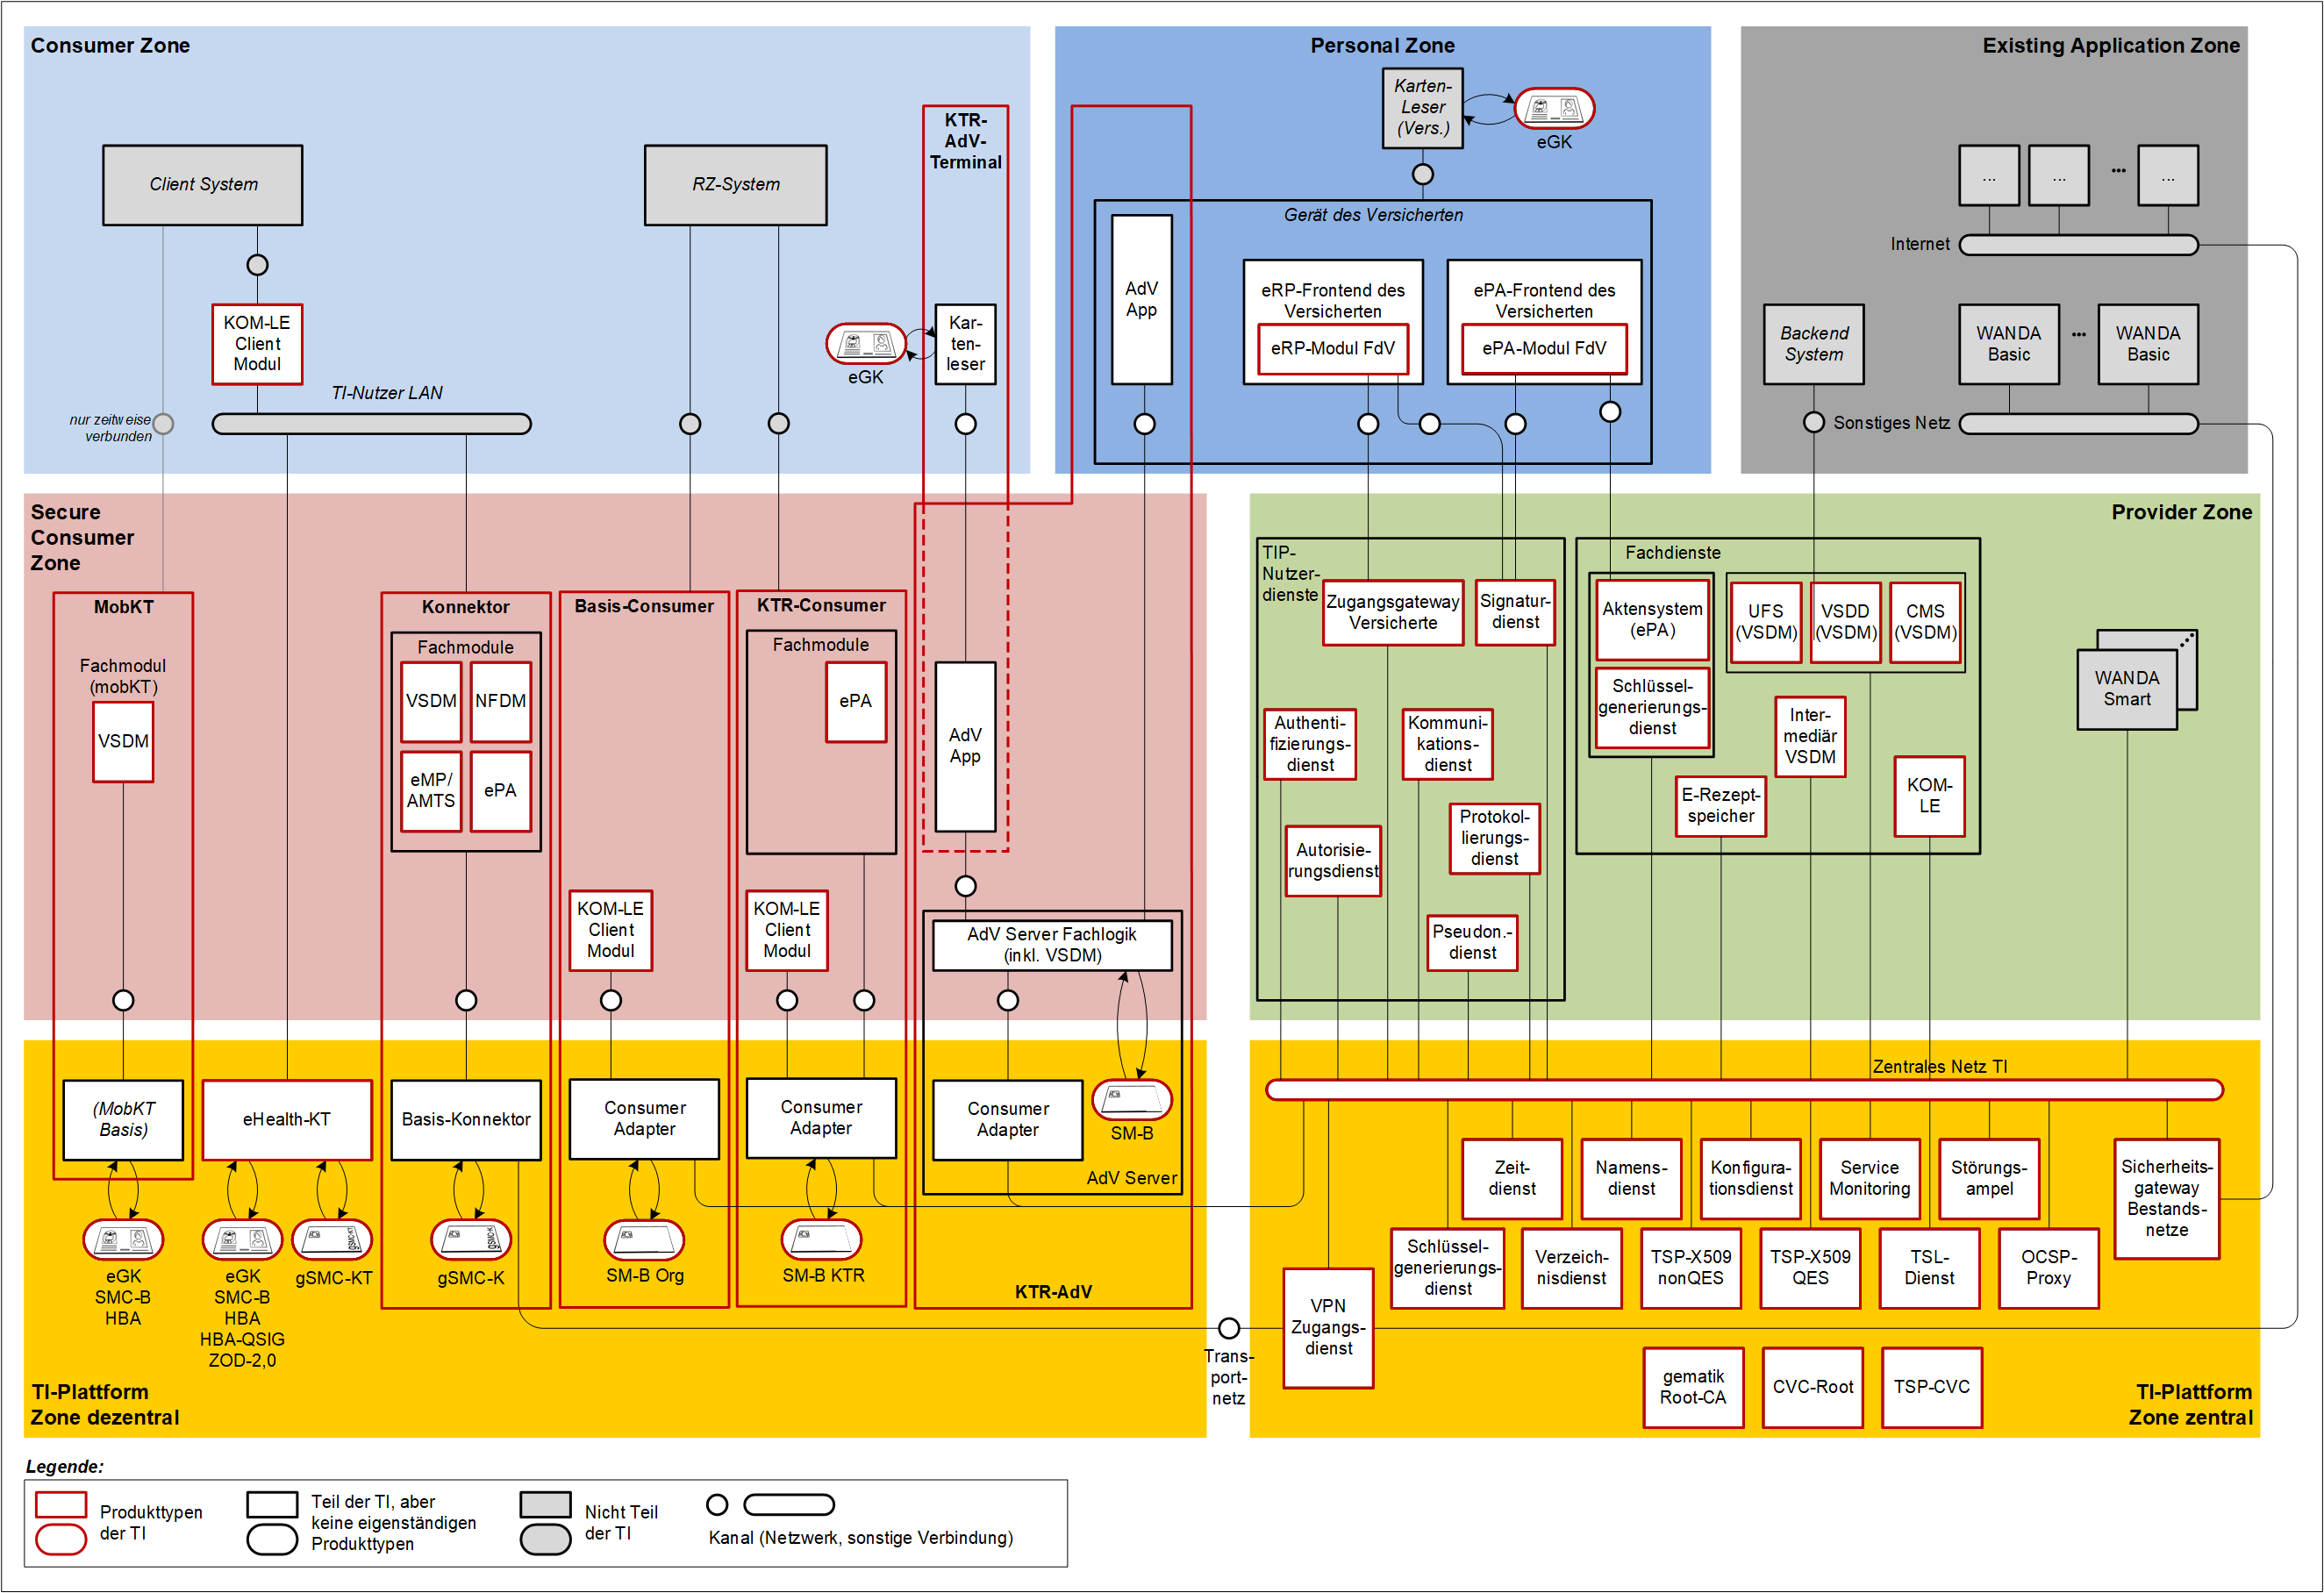 Consumer Zone
Client System
RZ-System
KTR-
AdV-
Terminal
KOM-LE
Client
Modul
TI-Nutzer LAN
nur zeitweise
verbunden
eGK
Kar-
ten-
leser
Personal Zone
Karten-
Leser
(Vers.)
eGK
Gerät des Versicherten
AdV
App
eRP-Frontend des
Versicherten
eRP-Modul FdV
ePA-Frontend des
Versicherten
ePA-Modul FdV
Existing Application Zone
...
...
...
...
Internet
Backend
System
WANDA
Basic
...
WANDA
Basic
Sonstiges Netz
Secure
Consumer
Zone
MobKT
Fachmodul
(mobKT)
VSDM
Konnektor
Fachmodule
VSDM
NFDM
eMP/
AMTS
ePA
Basis-Consumer
KOM-LE
Client
Modul
KTR-Consumer
Fachmodule
ePA
KOM-LE
Client
Modul
AdV
App
AdV Server Fachlogik
(inkl. VSDM)
Provider Zone
TIP-
Nutzer-
dienste
Zugangsgateway
Versicherte
Signatur-
dienst
Authenti-
fizierungs-
dienst
Kommuni-
kations-
dienst
Autorisie-
rungsdienst
Protokol-
lierungs-
dienst
Pseudon.-
dienst
Fachdienste
Aktensystem
(ePA)
Schlüssel-
generierungs-
dienst
UFS
(VSDM)
VSDD
(VSDM)
CMS
(VSDM)
Inter-
mediär
VSDM
E-Rezept-
speicher
KOM-
LE
WANDA
Smart
(MobKT
Basis)
eHealth-KT
Basis-Konnektor
Consumer
Adapter
Consumer
Adapter
Consumer
Adapter
SM-B
AdV Server
eGK
SMC-B
HBA
eGK
SMC-B
HBA
HBA-QSIG
ZOD-2,0
gSMC-KT
gSMC-K
SM-B Org
SM-B KTR
KTR-AdV
TI-Plattform
Zone dezentral
Trans-
port-
netz
Zentrales Netz TI
Zeit-
dienst
Namens-
dienst
Konfigura-
tionsdienst
Service
Monitoring
Störungs-
ampel
Sicherheits-
gateway
Bestands-
netze
Schlüssel-
generierungs-
dienst
Verzeich-
nisdienst
TSP-X509
nonQES
TSP-X509
QES
TSL-
Dienst
OCSP-
Proxy
VPN
Zugangs-
dienst
gematik
Root-CA
CVC-Root
TSP-CVC
TI-Plattform
Zone zentral
Legende:
Produkttypen
der TI
Teil der TI, aber
keine eigenständigen
Produkttypen
Nicht Teil
der TI
Kanal (Netzwerk, sonstige Verbindung)